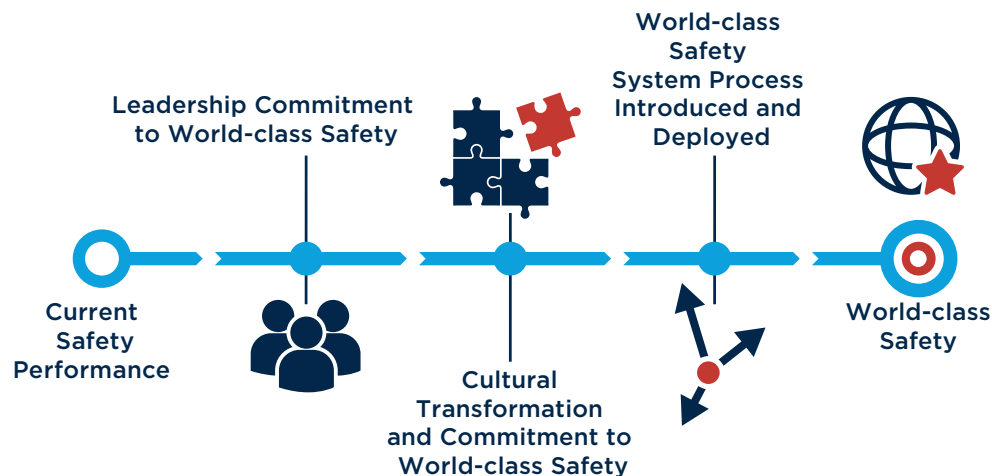 Current
Safety
Performance
Leadership Commitment
to World-class Safety
Cultural
Transformation
and Commitment to
World-class Safety
World-class
Safety
System Process
Introduced and
Deployed
World-class
Safety